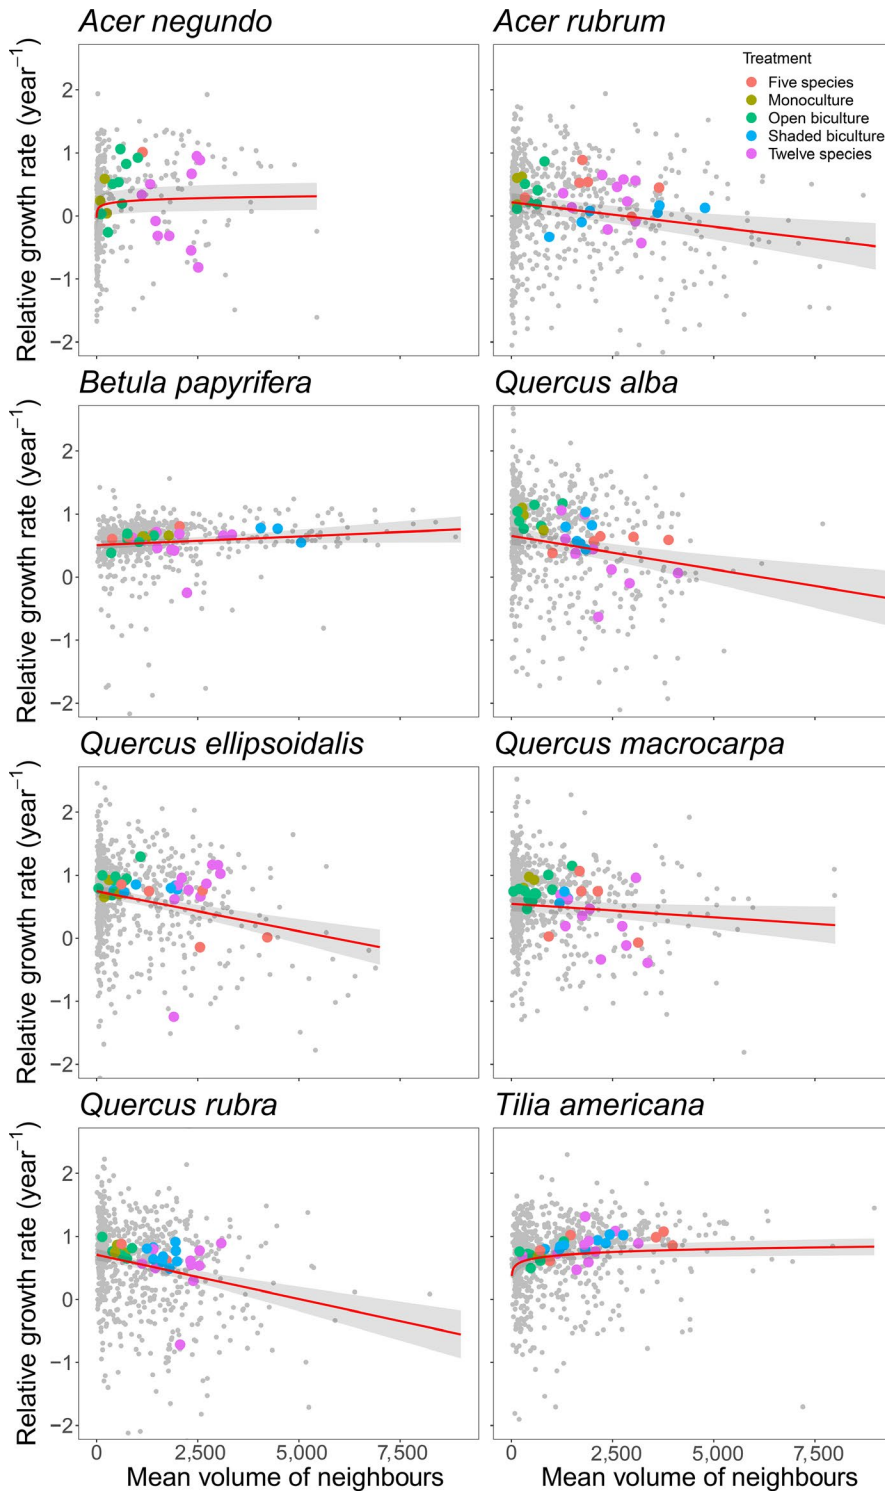 Acer negundo
Acer rubrum
Relative growth rate (year⁻¹)
2
1
0
−1
−2
Treatment
Five species
Monoculture
Open biculture
Shaded biculture
Twelve species
Betula papyrifera
Quercus alba
Relative growth rate (year⁻¹)
2
1
0
−1
−2
Quercus ellipsoidalis
Quercus macrocarpa
Relative growth rate (year⁻¹)
2
1
0
−1
−2
Quercus rubra
Tilia americana
Relative growth rate (year⁻¹)
2
1
0
−1
−2
0 2,500 5,000 7,500
0 2,500 5,000 7,500
Mean volume of neighbours
Mean volume of neighbours